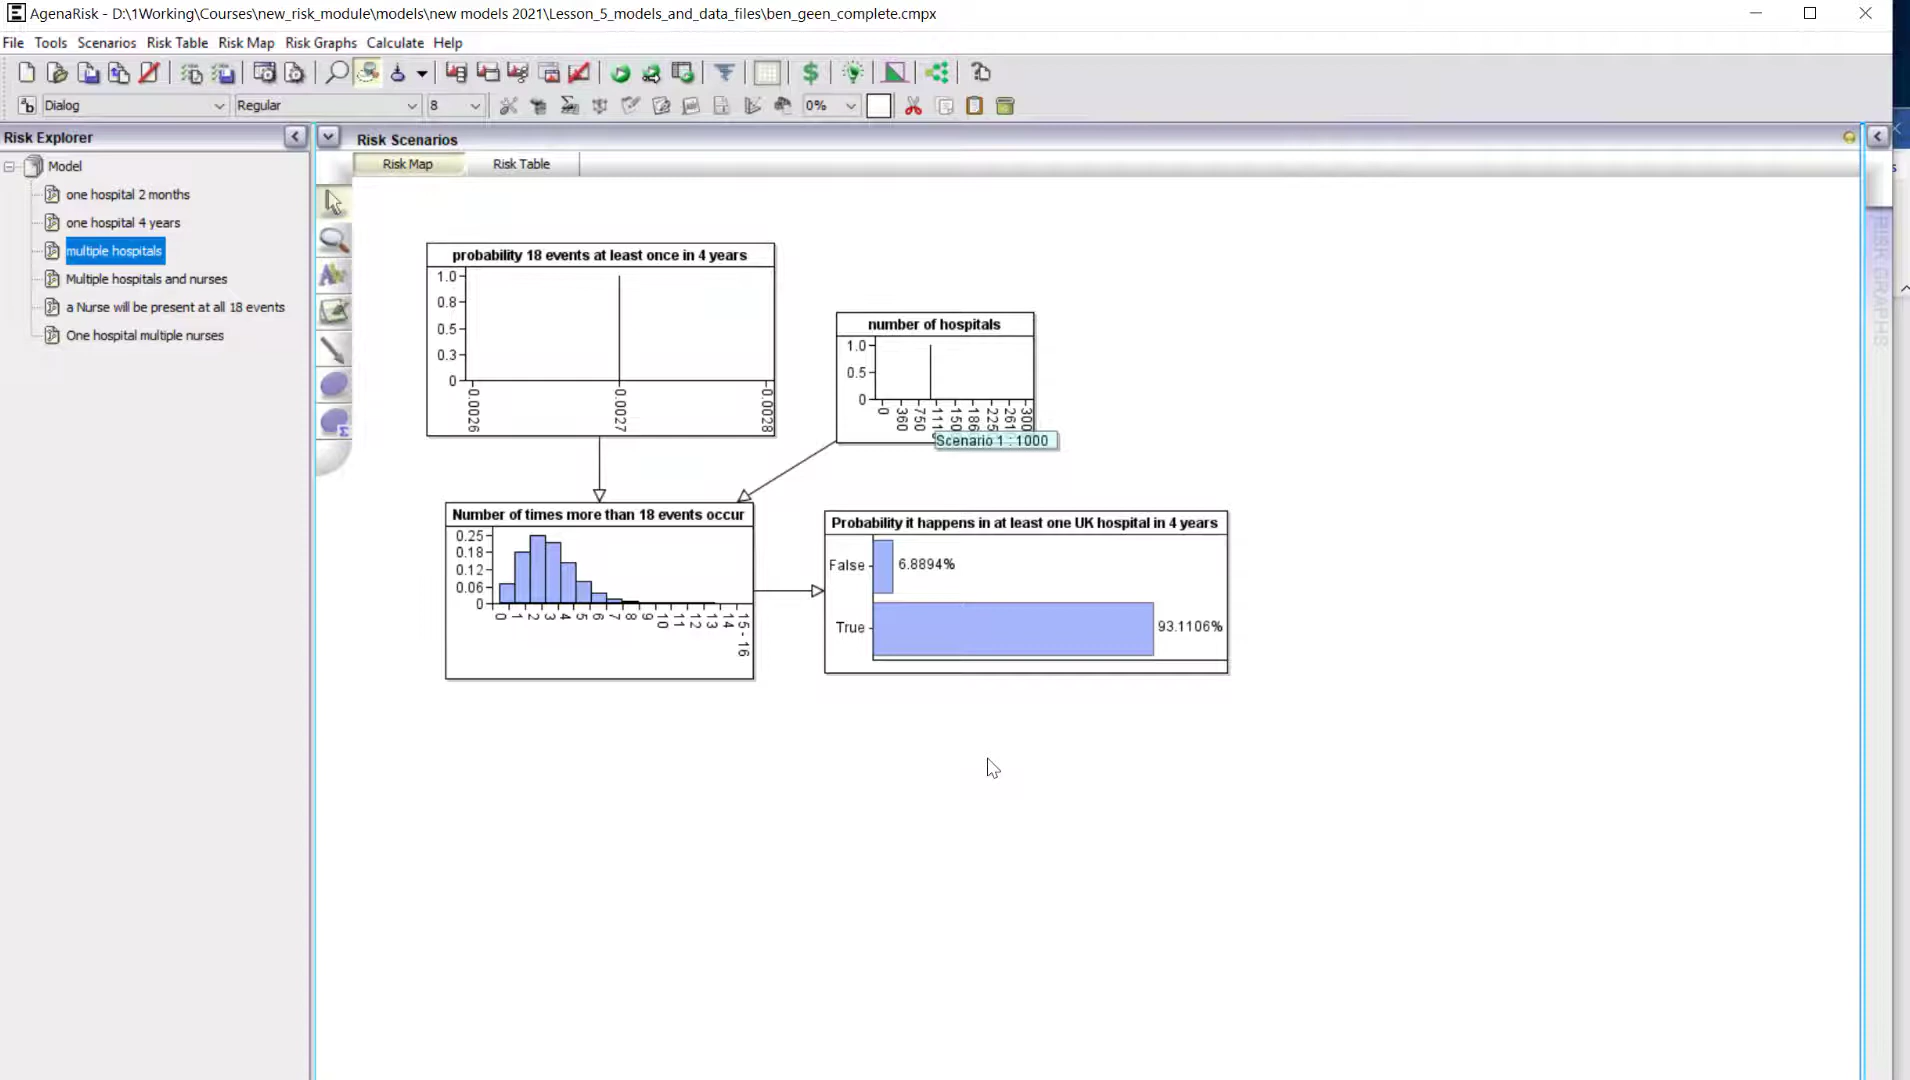 AgenaRisk - D:\1Working\Courses\new_risk_module\models\new models 2021\Lesson_5_models_and_data_files\ben_geen_complete.cmpx
File Tools Scenarios Risk Table Risk Map Risk Graphs Calculate Help
Dialog Regular 8 0%
Risk Explorer
Model
one hospital 2 months
one hospital 4 years
multiple hospitals
Multiple hospitals and nurses
a Nurse will be present at all 18 events
One hospital multiple nurses
Risk Scenarios
Risk Map Risk Table
probability 18 events at least once in 4 years
1.0
0.8
0.5
0.3
0
0.0026 0.0027 0.0028
number of hospitals
1.0
0.5
0
0 360 750 150 186 225 261 300
Scenario 1 : 1000
Number of times more than 18 events occur
0.25
0.18
0.12
0.06
0
0 1 2 3 4 5 6 7 8 9 10 11 12 13 14 15 - 16
Probability it happens in at least one UK hospital in 4 years
False 6.8894%
True 93.1106%
RISK GRAPHS